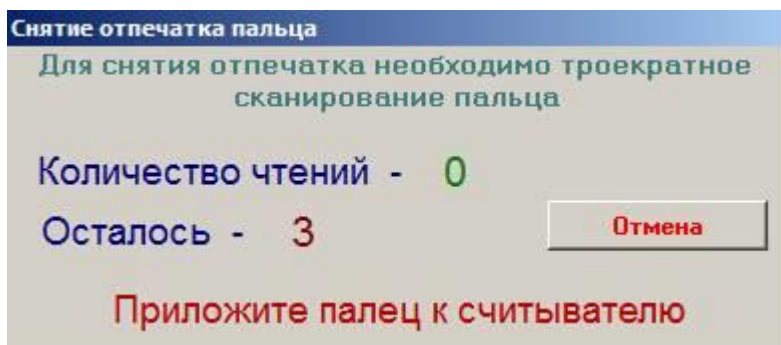 Снятие отпечатка пальца
Для снятия отпечатка необходимо троекратное
сканирование пальца
Количество чтений - 0
Осталось - 3
Отмена
Приложите палец к считывателю